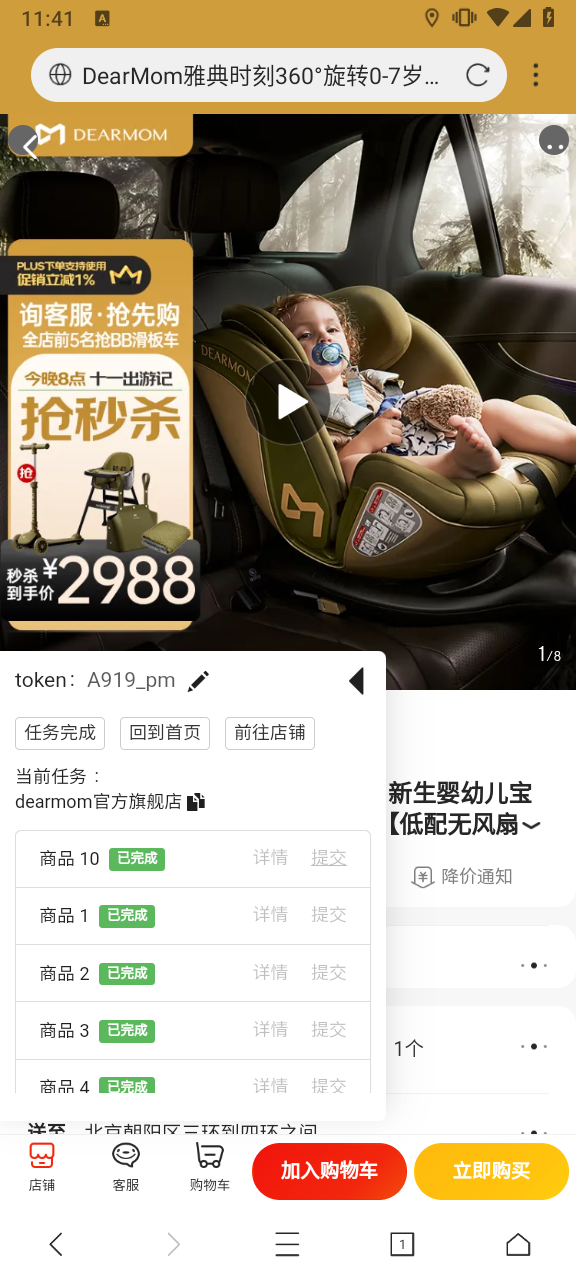 11:41
DearMom雅典时刻360°旋转0-7岁...
DEARMOM
PLUS下单支持使用
促销立减1%
询客服·抢先购
全店前5名抢BB滑板车
今晚8点 十一出游记
抢秒杀
抢
秒杀
到手价
¥2988
DEARMOM
1/8
token: A919_pm
任务完成
回到首页
前往店铺
当前任务：
dearmom官方旗舰店
新生婴幼儿宝
【低配无风扇
降价通知
商品 10 已完成 详情 提交
商品 1 已完成 详情 提交
商品 2 已完成 详情 提交
商品 3 已完成 详情 提交
1个
商品 4 已完成 详情 提交
送至 北京朝阳区三环到四环之间
店铺
客服
购物车
加入购物车
立即购买
1